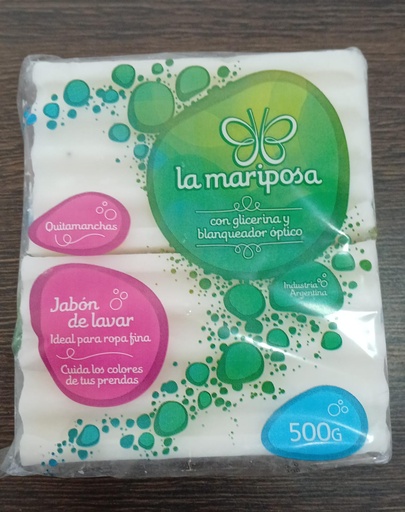 la mariposa
con glicerina y
blanqueador óptico
Quitamanchas
Industria
Argentina
Jabón
de lavar
Ideal para ropa fina
Cuida los colores
de tus prendas
500G